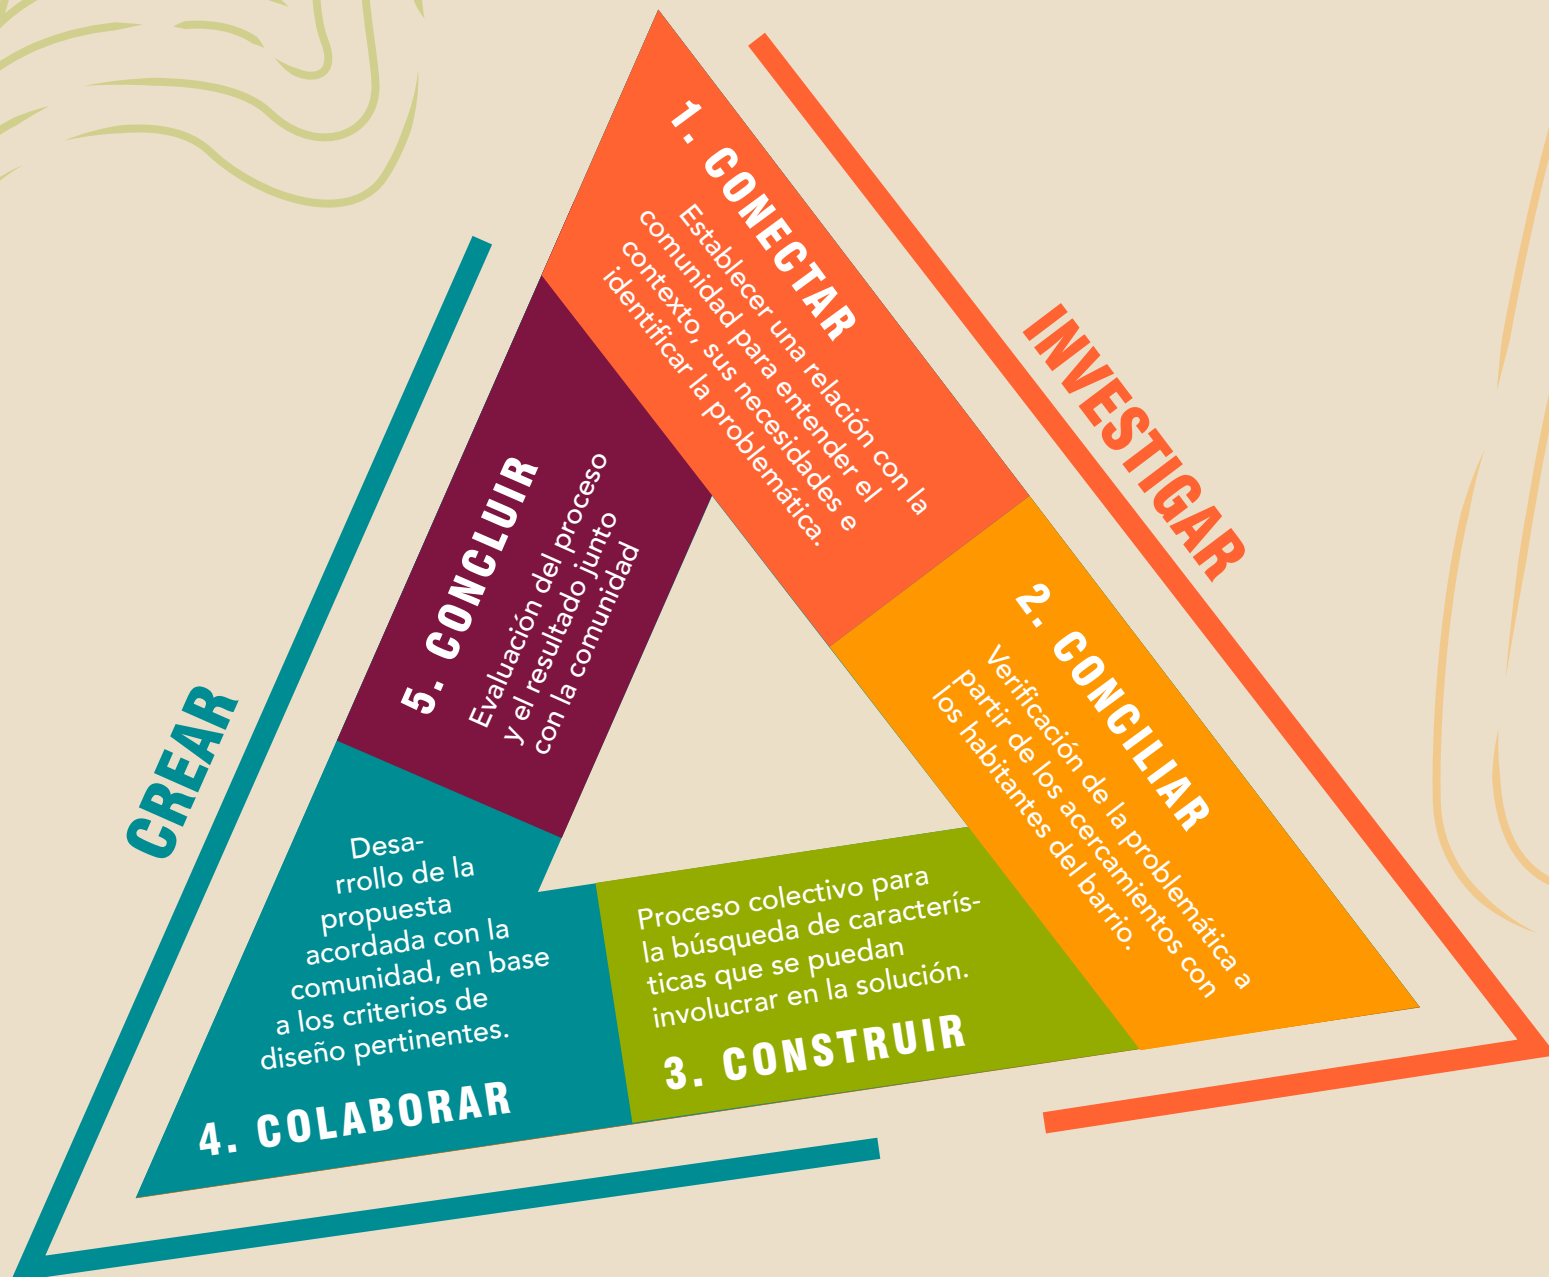 1. CONECTAR
Establecer una relación con la
comunidad para entender el
contexto, sus necesidades e
identificar la problemática.
INVESTIGAR
2. CONCILIAR
Verificación de la problemática a
partir de los acercamientos con
los habitantes del barrio.
Proceso colectivo para
la búsqueda de caracterís-
ticas que se puedan
involucrar en la solución.
3. CONSTRUIR
Desa-
rrollo de la
propuesta
acordada con la
comunidad, en base
a los criterios de
diseño pertinentes.
4. COLABORAR
CREAR
5. CONCLUIR
Evaluación del proceso
y el resultado junto
con la comunidad